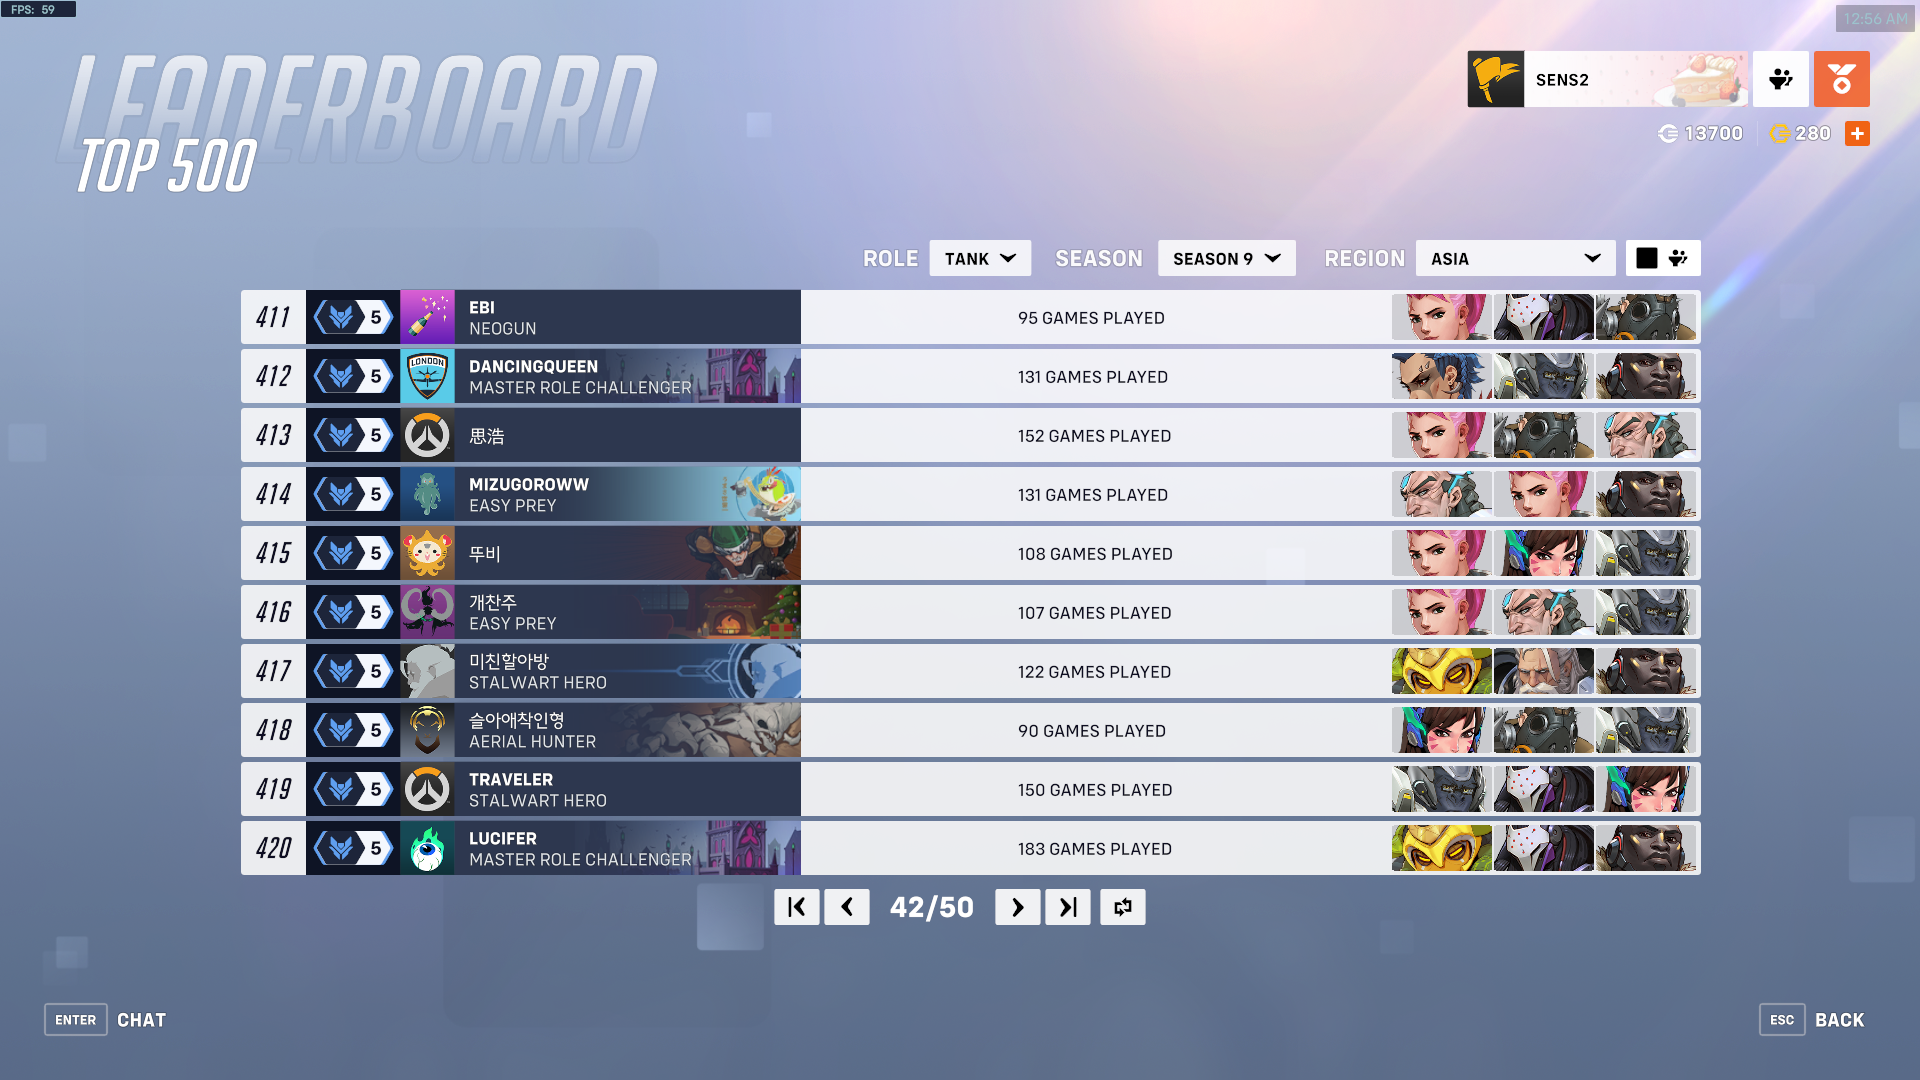 FPS: 59
12:56 AM
LEADERBOARD
TOP 500
SENS2
13700
280
ROLE TANK SEASON SEASON 9 REGION ASIA
411 5 EBI
NEOGUN
95 GAMES PLAYED
412 5 LONDON DANCINGQUEEN
MASTER ROLE CHALLENGER
131 GAMES PLAYED
413 5 思浩
152 GAMES PLAYED
414 5 MIZUGOROWW
EASY PREY
131 GAMES PLAYED
415 5 뚜비
108 GAMES PLAYED
416 5 개찬주
EASY PREY
107 GAMES PLAYED
417 5 미친할아방
STALWART HERO
122 GAMES PLAYED
418 5 슬아애착인형
AERIAL HUNTER
90 GAMES PLAYED
419 5 TRAVELER
STALWART HERO
150 GAMES PLAYED
420 5 LUCIFER
MASTER ROLE CHALLENGER
183 GAMES PLAYED
42/50
ENTER CHAT
ESC BACK